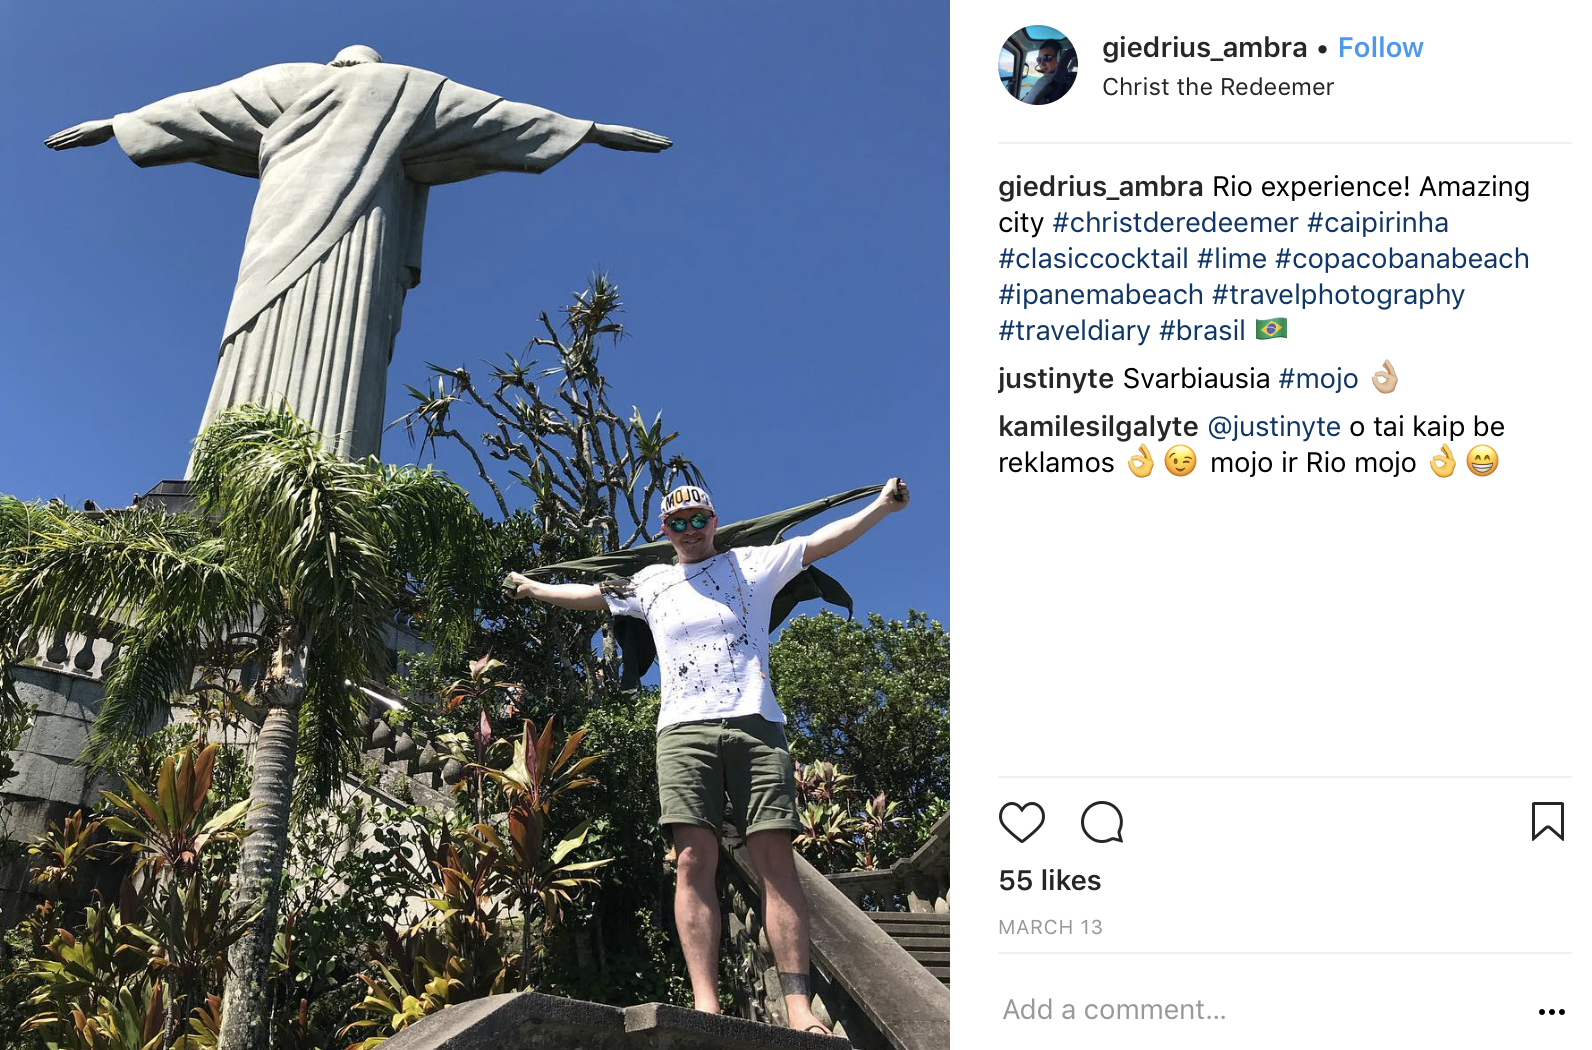 MOJO
giedrius_ambra • Follow
Christ the Redeemer
giedrius_ambra Rio experience! Amazing
city #christderedeemer #caipirinha
#clasiccocktail #lime #copacobanabeach
#ipanemabeach #travelphotography
#traveldiary #brasil 🇧🇷
justinyte Svarbiausia #mojo 👌🏼
kamilesilgalyte @justinyte o tai kaip be
reklamos 👌😉 mojo ir Rio mojo 👌😁
55 likes
MARCH 13
Add a comment...